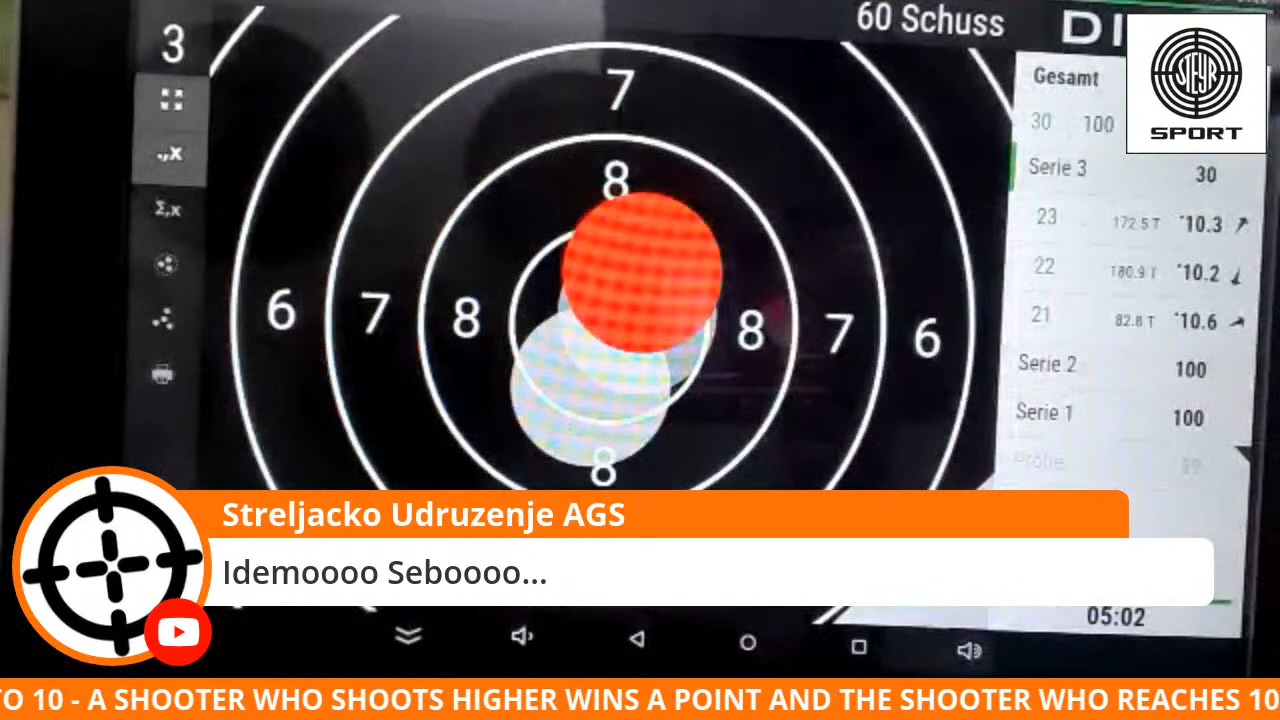 3
60 Schuss
DI
STEYR
SPORT
.,X
Σ,x
7
8
6 7 8 8 7 6
8
Gesamt
30 100
Serie 3 30
23 172.5 T *10.3
22 180.9 T *10.2
21 82.8 T *10.6
Serie 2 100
Serie 1 100
Probe 89
05:02
Streljacko Udruzenje AGS
Idemoooo Seboooo...
TO 10 - A SHOOTER WHO SHOOTS HIGHER WINS A POINT AND THE SHOOTER WHO REACHES 10